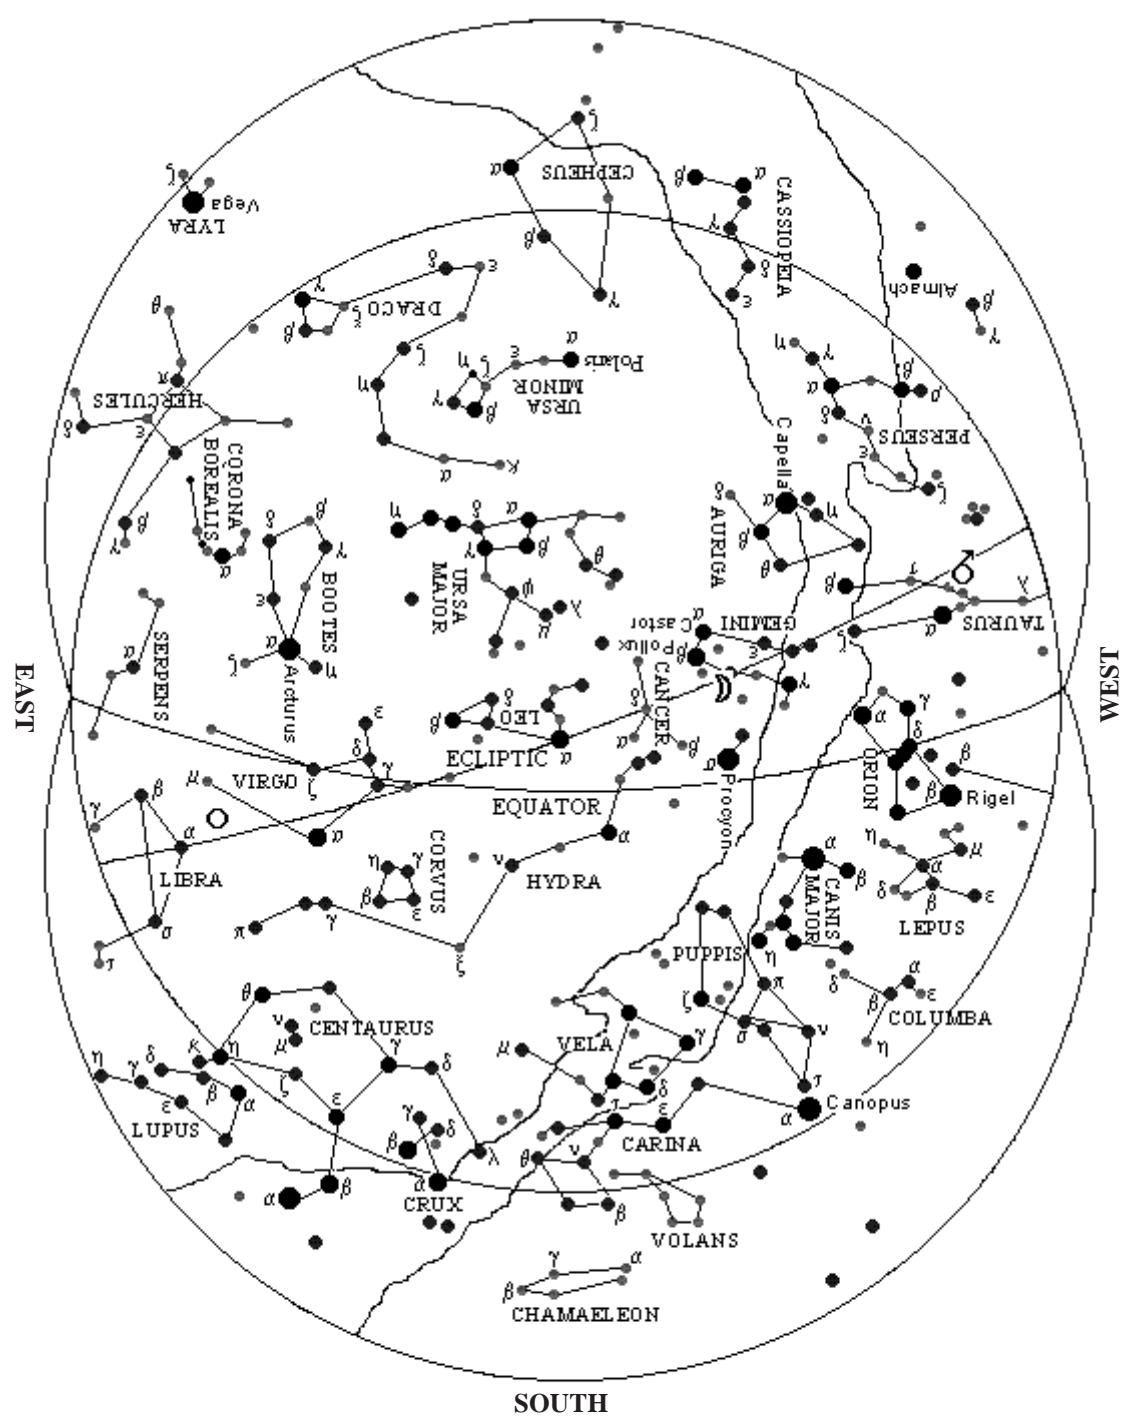 ζ
ζ
α
CEPHEUS
β
α
CASSIOPEIA
ζ
Vega
LYRA
γ
β
γ
δ
ε
δ
ε
Almach
γ
ζ
DRACO
β
θ
β
γ
ζ
η
ζ
ε
α
Polaris
URSA
MINOR
γ
β
η
γ
α
β
ρ
δ
ν
PERSEUS
ε
ζ
π
HERCULES
δ
ε
η
α
κ
CORONA
BOREALIS
β
γ
α
δ
β
γ
ε
BOOTES
α
ζ
η
Arcturus
δ
α
γ
β
θ
URSA
MAJOR
φ
λ
μ
Capella
α
δ
η
β
AURIGA
θ
β
τ
♂
λ
α
TAURUS
ζ
α
Castor
GEMINI
β
Pollux
κ
ε
γ
SERPENS
α
EAST
WEST
CANCER
δ
α
β
δ
β
LEO
α
ε
δ
γ
VIRGO
ζ
ECLIPTIC
EQUATOR
α
Procyon
α
γ
δ
ORION
β
β
Rigel
μ
β
γ
α
α
LIBRA
σ
τ
CORVUS
η
γ
β
ε
ν
HYDRA
α
π
γ
ζ
α
β
CANIS
MAJOR
η
η
α
μ
δ
β
ε
LEPUS
PUPPIS
π
ζ
σ
ν
τ
δ
α
β
ε
COLUMBA
η
θ
ν
CENTAURUS
μ
κ
η
γ
δ
ζ
ε
λ
η
γ
δ
β
α
ε
LUPUS
μ
VELA
γ
δ
τ
ε
CARINA
Canopus
α
γ
β
δ
α
CRUX
α
β
θ
ν
β
VOLANS
γ
α
β
CHAMAELEON
SOUTH